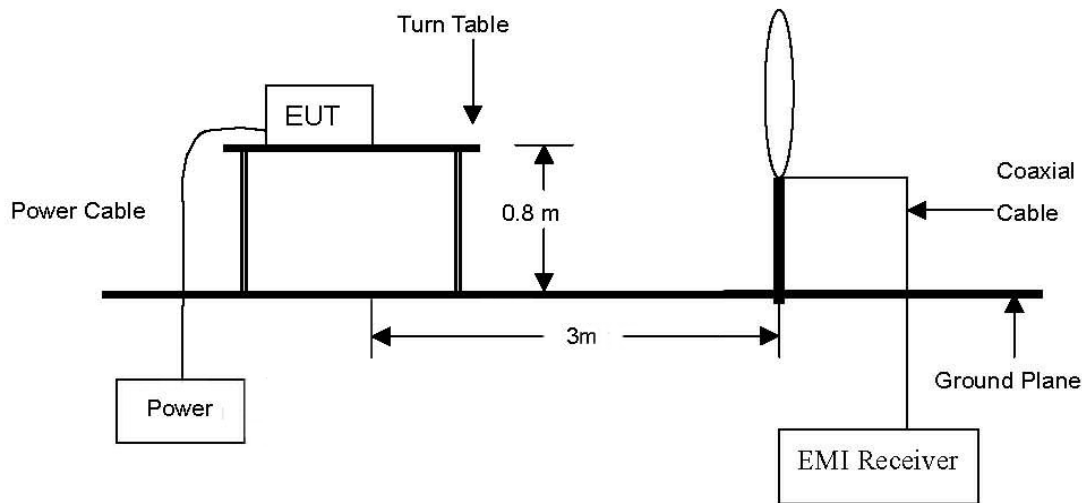 Turn Table
EUT
Coaxial
Cable
Power Cable
0.8 m
3m
Ground Plane
Power
EMI Receiver